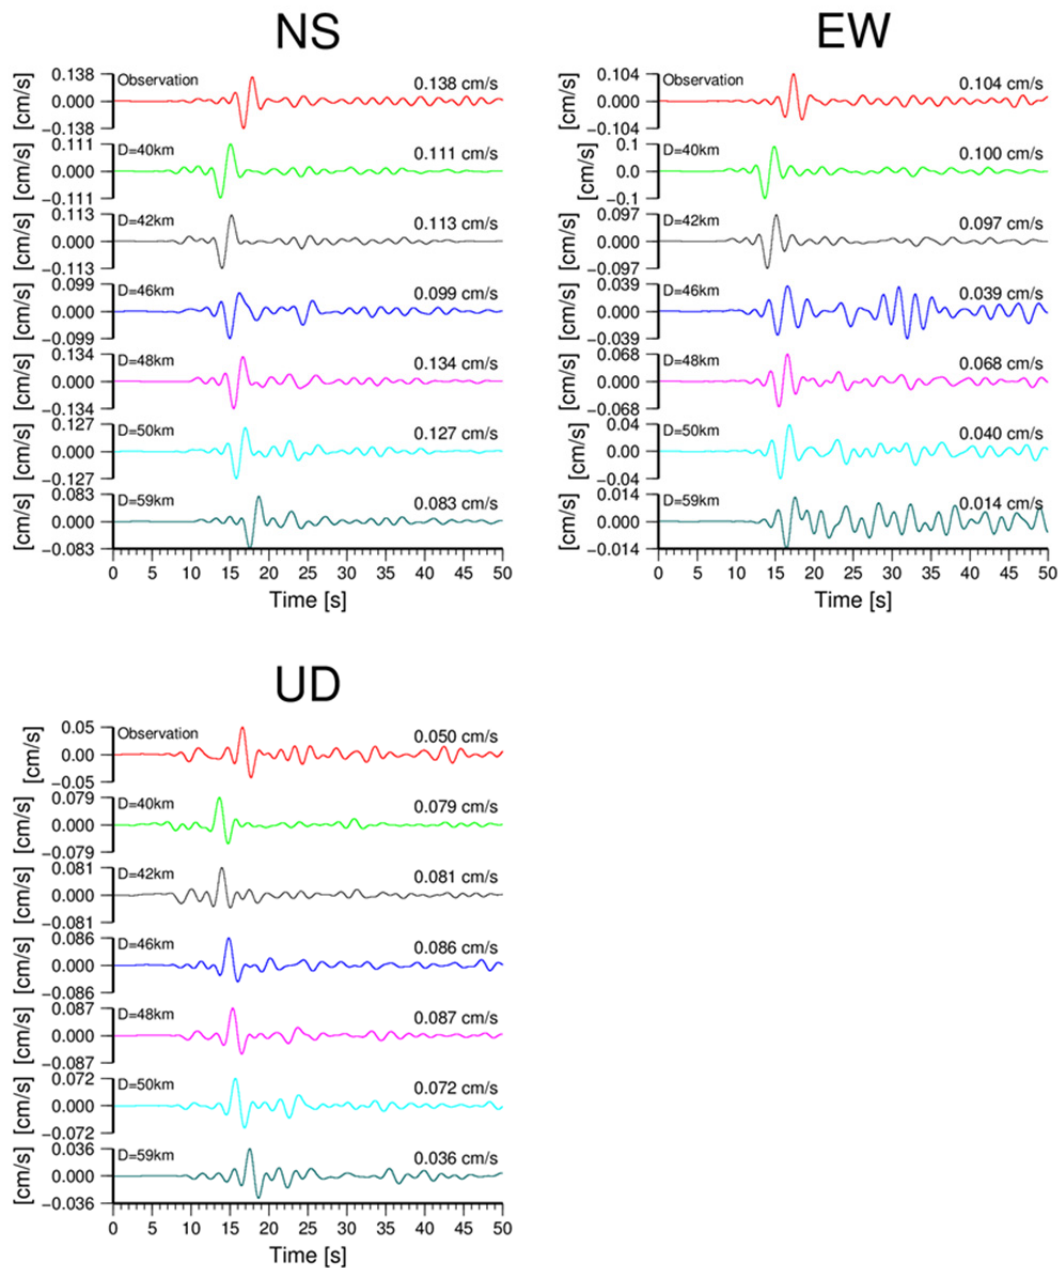 NS
[cm/s] 0.138 0.000 −0.138 Observation 0.138 cm/s
[cm/s] 0.111 0.000 −0.111 D=40km 0.111 cm/s
[cm/s] 0.113 0.000 −0.113 D=42km 0.113 cm/s
[cm/s] 0.099 0.000 −0.099 D=46km 0.099 cm/s
[cm/s] 0.134 0.000 −0.134 D=48km 0.134 cm/s
[cm/s] 0.127 0.000 −0.127 D=50km 0.127 cm/s
[cm/s] 0.083 0.000 −0.083 D=59km 0.083 cm/s
0 5 10 15 20 25 30 35 40 45 50
Time [s]
EW
[cm/s] 0.104 0.000 −0.104 Observation 0.104 cm/s
[cm/s] 0.1 0.0 −0.1 D=40km 0.100 cm/s
[cm/s] 0.097 0.000 −0.097 D=42km 0.097 cm/s
[cm/s] 0.039 0.000 −0.039 D=46km 0.039 cm/s
[cm/s] 0.068 0.000 −0.068 D=48km 0.068 cm/s
[cm/s] 0.04 0.00 −0.04 D=50km 0.040 cm/s
[cm/s] 0.014 0.000 −0.014 D=59km 0.014 cm/s
0 5 10 15 20 25 30 35 40 45 50
Time [s]
UD
[cm/s] 0.05 0.00 −0.05 Observation 0.050 cm/s
[cm/s] 0.079 0.000 −0.079 D=40km 0.079 cm/s
[cm/s] 0.081 0.000 −0.081 D=42km 0.081 cm/s
[cm/s] 0.086 0.000 −0.086 D=46km 0.086 cm/s
[cm/s] 0.087 0.000 −0.087 D=48km 0.087 cm/s
[cm/s] 0.072 0.000 −0.072 D=50km 0.072 cm/s
[cm/s] 0.036 0.000 −0.036 D=59km 0.036 cm/s
0 5 10 15 20 25 30 35 40 45 50
Time [s]